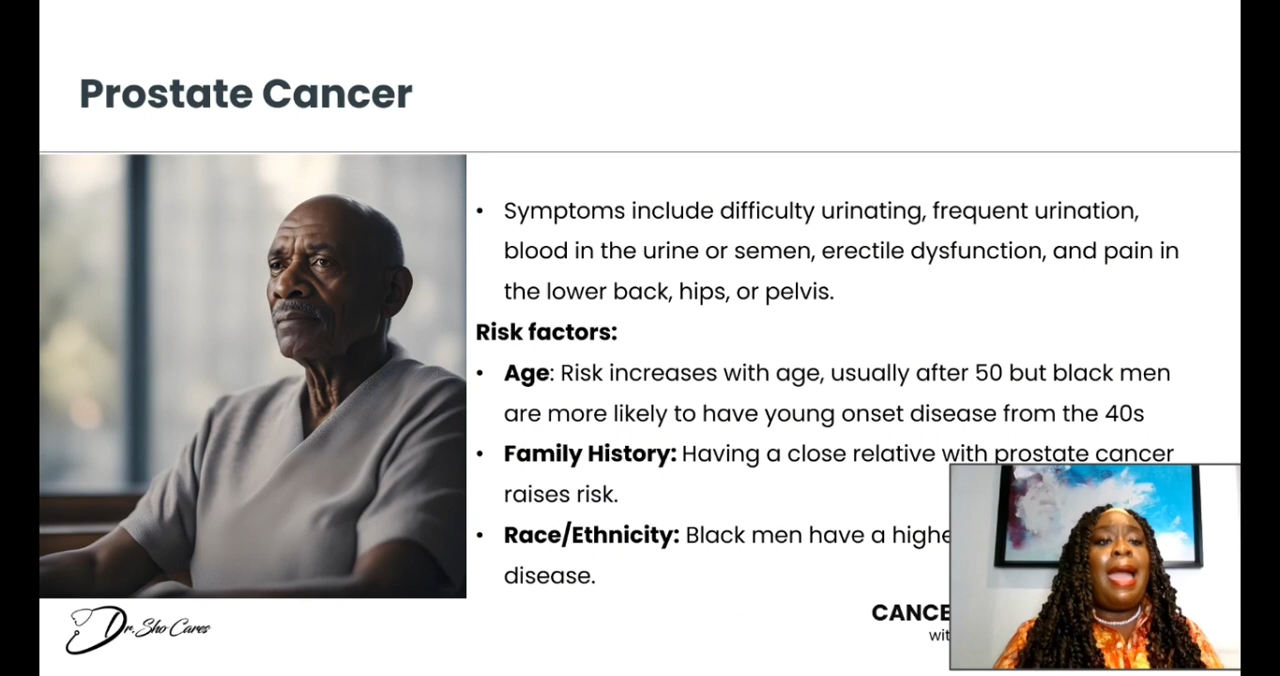 Prostate Cancer
• Symptoms include difficulty urinating, frequent urination,
blood in the urine or semen, erectile dysfunction, and pain in
the lower back, hips, or pelvis.
Risk factors:
• Age: Risk increases with age, usually after 50 but black men
are more likely to have young onset disease from the 40s
• Family History: Having a close relative with prostate cancer
raises risk.
• Race/Ethnicity: Black men have a
disease.
Dr. Sho Cares